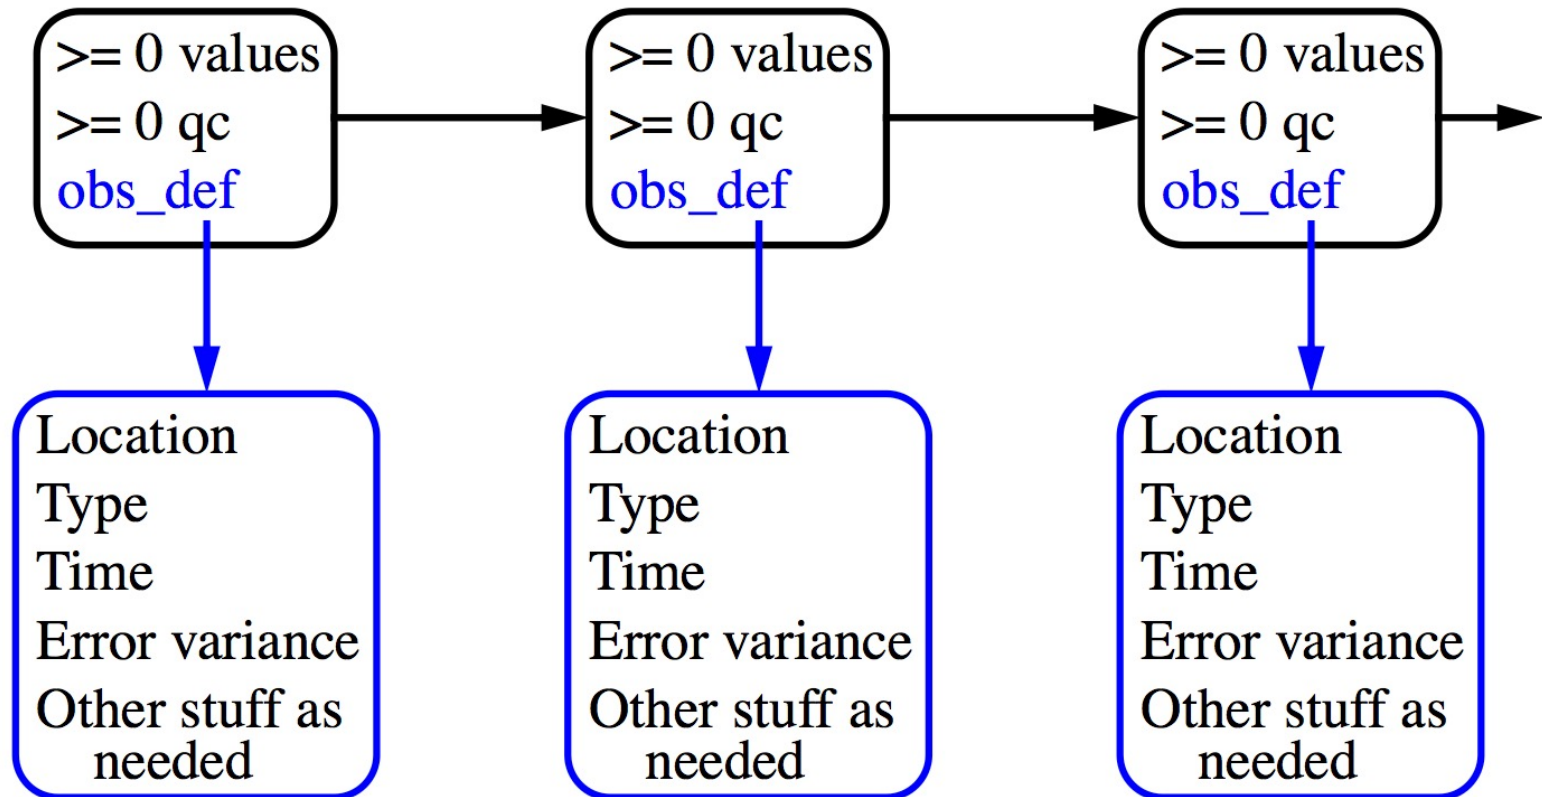 >= 0 values
>= 0 qc
obs_def
>= 0 values
>= 0 qc
obs_def
>= 0 values
>= 0 qc
obs_def
Location
Type
Time
Error variance
Other stuff as
needed
Location
Type
Time
Error variance
Other stuff as
needed
Location
Type
Time
Error variance
Other stuff as
needed